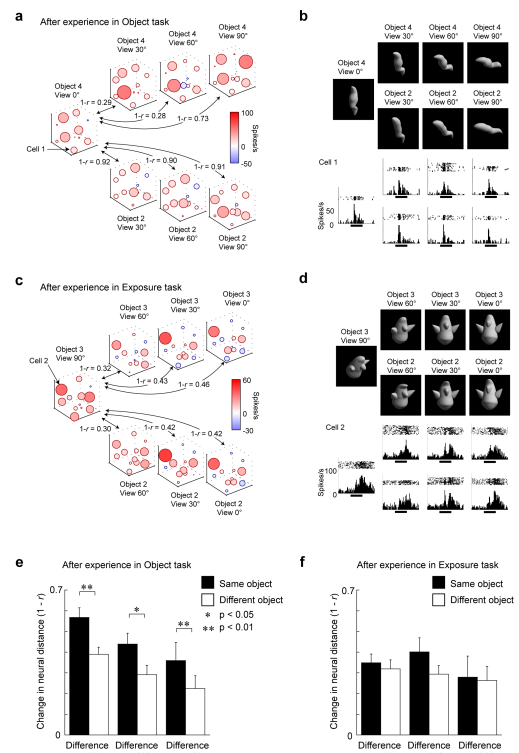 a
After experience in Object task
Object 4
View 30°
Object 4
View 60°
Object 4
View 90°
Object 4
View 0°
1-r = 0.29
1-r = 0.28
1-r = 0.73
Cell 1
1-r = 0.92
1-r = 0.90
1-r = 0.91
Object 2
View 30°
Object 2
View 60°
Object 2
View 90°
100
0
-50
Spikes/s
b
Object 4
View 30°
Object 4
View 60°
Object 4
View 90°
Object 4
View 0°
Object 2
View 30°
Object 2
View 60°
Object 2
View 90°
Cell 1
Spikes/s
50
0
c
After experience in Exposure task
Object 3
View 60°
Object 3
View 30°
Object 3
View 0°
Object 3
View 90°
Cell 2
1-r = 0.32
1-r = 0.43
1-r = 0.46
1-r = 0.30
1-r = 0.42
1-r = 0.42
Object 2
View 60°
Object 2
View 30°
Object 2
View 0°
60
0
-30
Spikes/s
d
Object 3
View 60°
Object 3
View 30°
Object 3
View 0°
Object 3
View 90°
Object 2
View 60°
Object 2
View 30°
Object 2
View 0°
Cell 2
Spikes/s
100
0
e
After experience in Object task
0.7
0
Change in neural distance (1 - r)
Same object
Different object
* p < 0.05
** p < 0.01
**
*
**
Difference
Difference
Difference
f
After experience in Exposure task
0.7
0
Change in neural distance (1 - r)
Same object
Different object
Difference
Difference
Difference